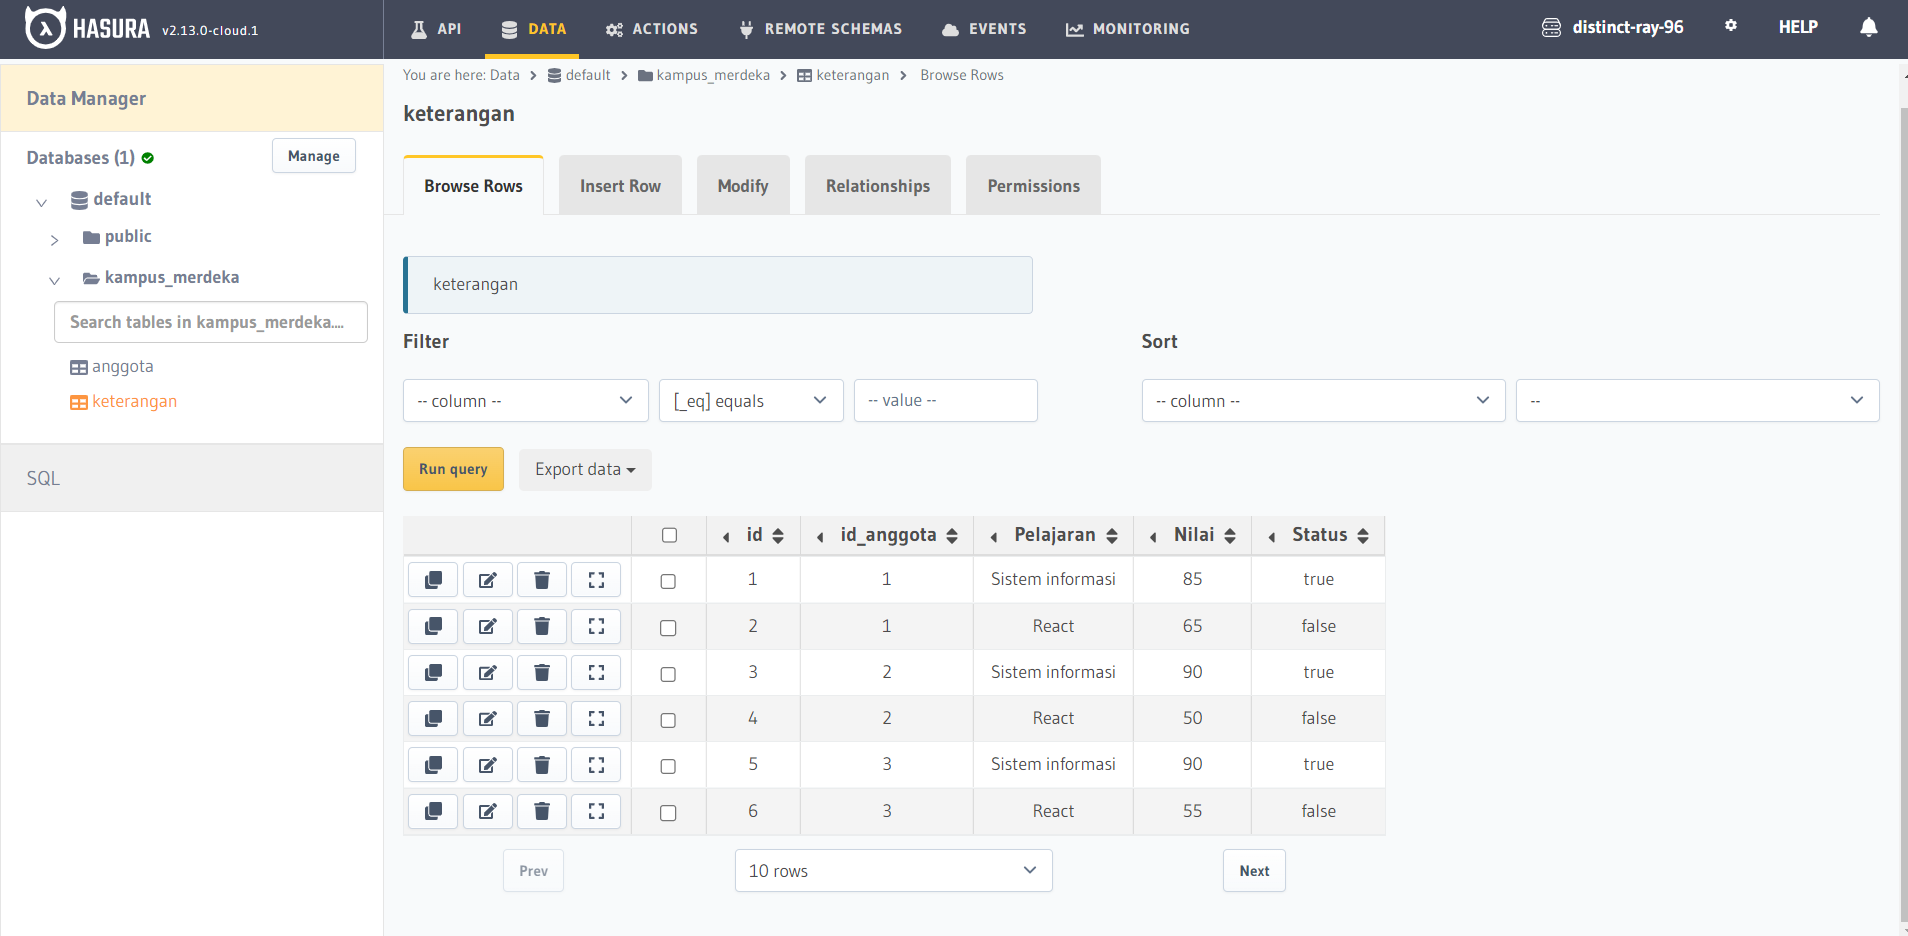 HASURA v2.13.0-cloud.1 API DATA ACTIONS REMOTE SCHEMAS EVENTS MONITORING distinct-ray-96 HELP
Data Manager
Databases (1) Manage
default
public
kampus_merdeka
Search tables in kampus_merdeka....
anggota
keterangan
SQL
You are here: Data > default > kampus_merdeka > keterangan > Browse Rows
keterangan
Browse Rows Insert Row Modify Relationships Permissions
keterangan
Filter Sort
-- column -- [_eq] equals -- value -- -- column -- --
Run query Export data
id id_anggota Pelajaran Nilai Status
1 1 Sistem informasi 85 true
2 1 React 65 false
3 2 Sistem informasi 90 true
4 2 React 50 false
5 3 Sistem informasi 90 true
6 3 React 55 false
Prev 10 rows Next